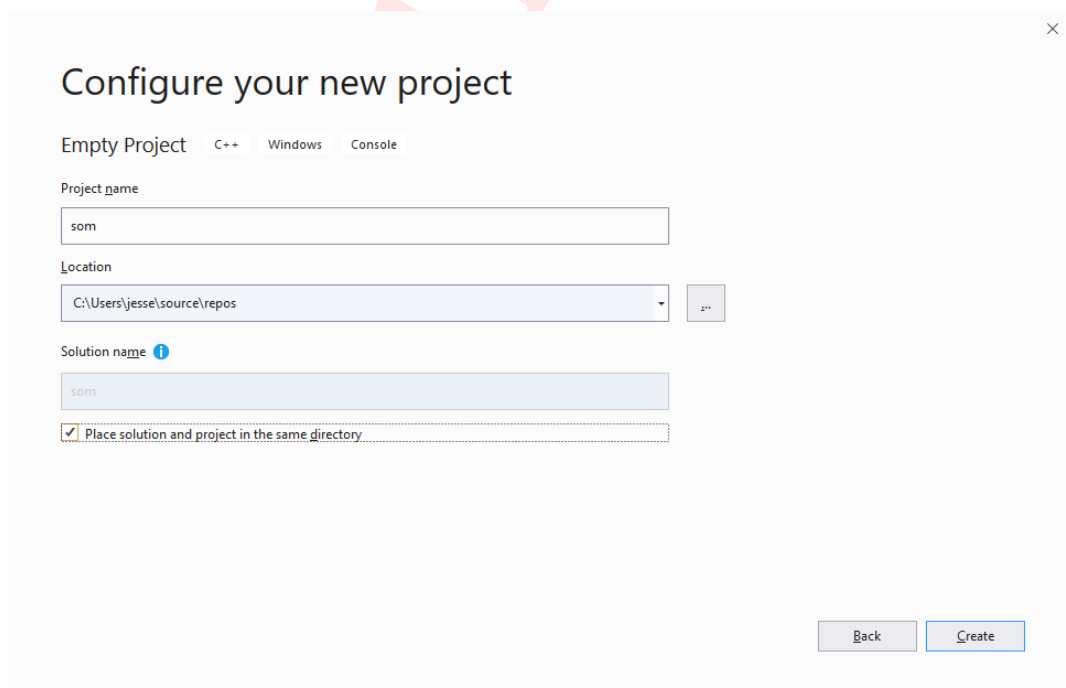 Configure your new project
Empty Project C++ Windows Console
Project name
som
Location
C:\Users\jesse\source\repos
...
Solution name
som
Place solution and project in the same directory
Back Create